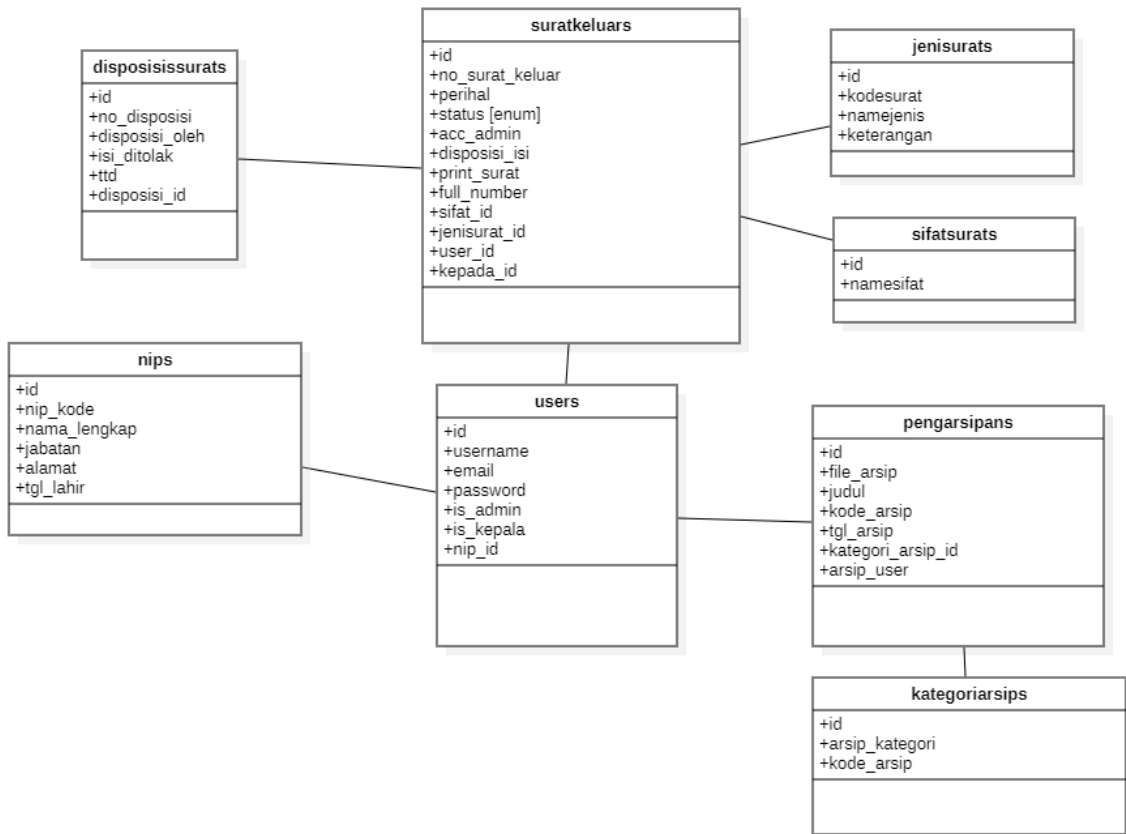 disposisissurats
+id
+no_disposisi
+disposisi_oleh
+isi_ditolak
+ttd
+disposisi_id
suratkeluars
+id
+no_surat_keluar
+perihal
+status [enum]
+acc_admin
+disposisi_isi
+print_surat
+full_number
+sifat_id
+jenisurat_id
+user_id
+kepada_id
jenisurats
+id
+kodesurat
+namejenis
+keterangan
sifatsurats
+id
+namesifat
nips
+id
+nip_kode
+nama_lengkap
+jabatan
+alamat
+tgl_lahir
users
+id
+username
+email
+password
+is_admin
+is_kepala
+nip_id
pengarsipans
+id
+file_arsip
+judul
+kode_arsip
+tgl_arsip
+kategori_arsip_id
+arsip_user
kategoriarsips
+id
+arsip_kategori
+kode_arsip